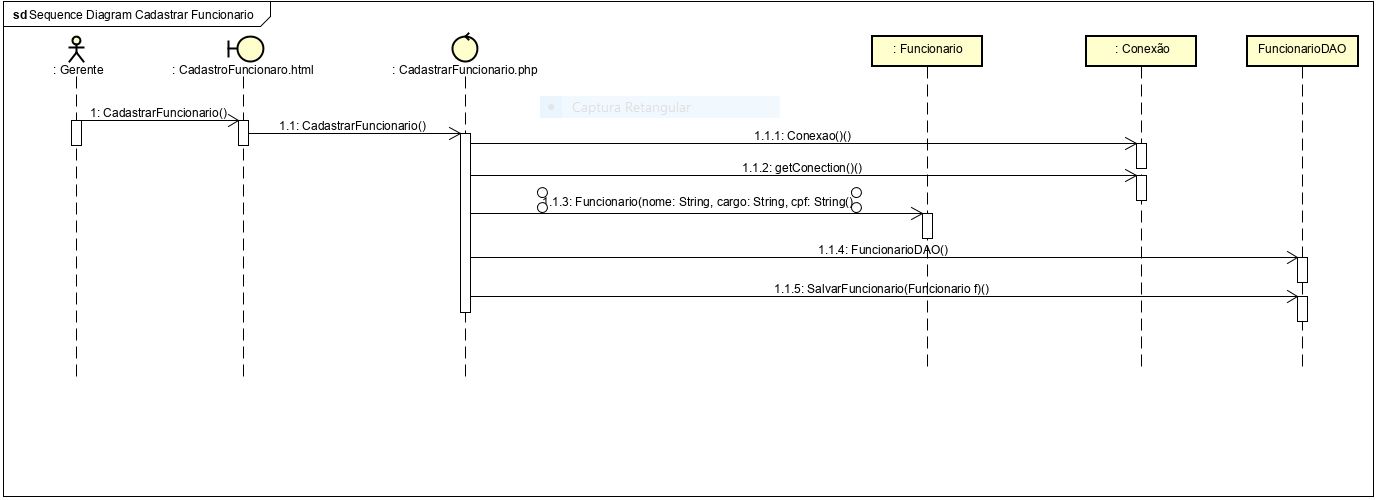 sd Sequence Diagram Cadastrar Funcionario
: Gerente
: CadastroFuncionaro.html
: CadastrarFuncionario.php
: Funcionario
: Conexão
FuncionarioDAO
Captura Retangular
1: CadastrarFuncionario()
1.1: CadastrarFuncionario()
1.1.1: Conexao()()
1.1.2: getConection()()
1.1.3: Funcionario(nome: String, cargo: String, cpf: String()
1.1.4: FuncionarioDAO()
1.1.5: SalvarFuncionario(Funcionario f)()